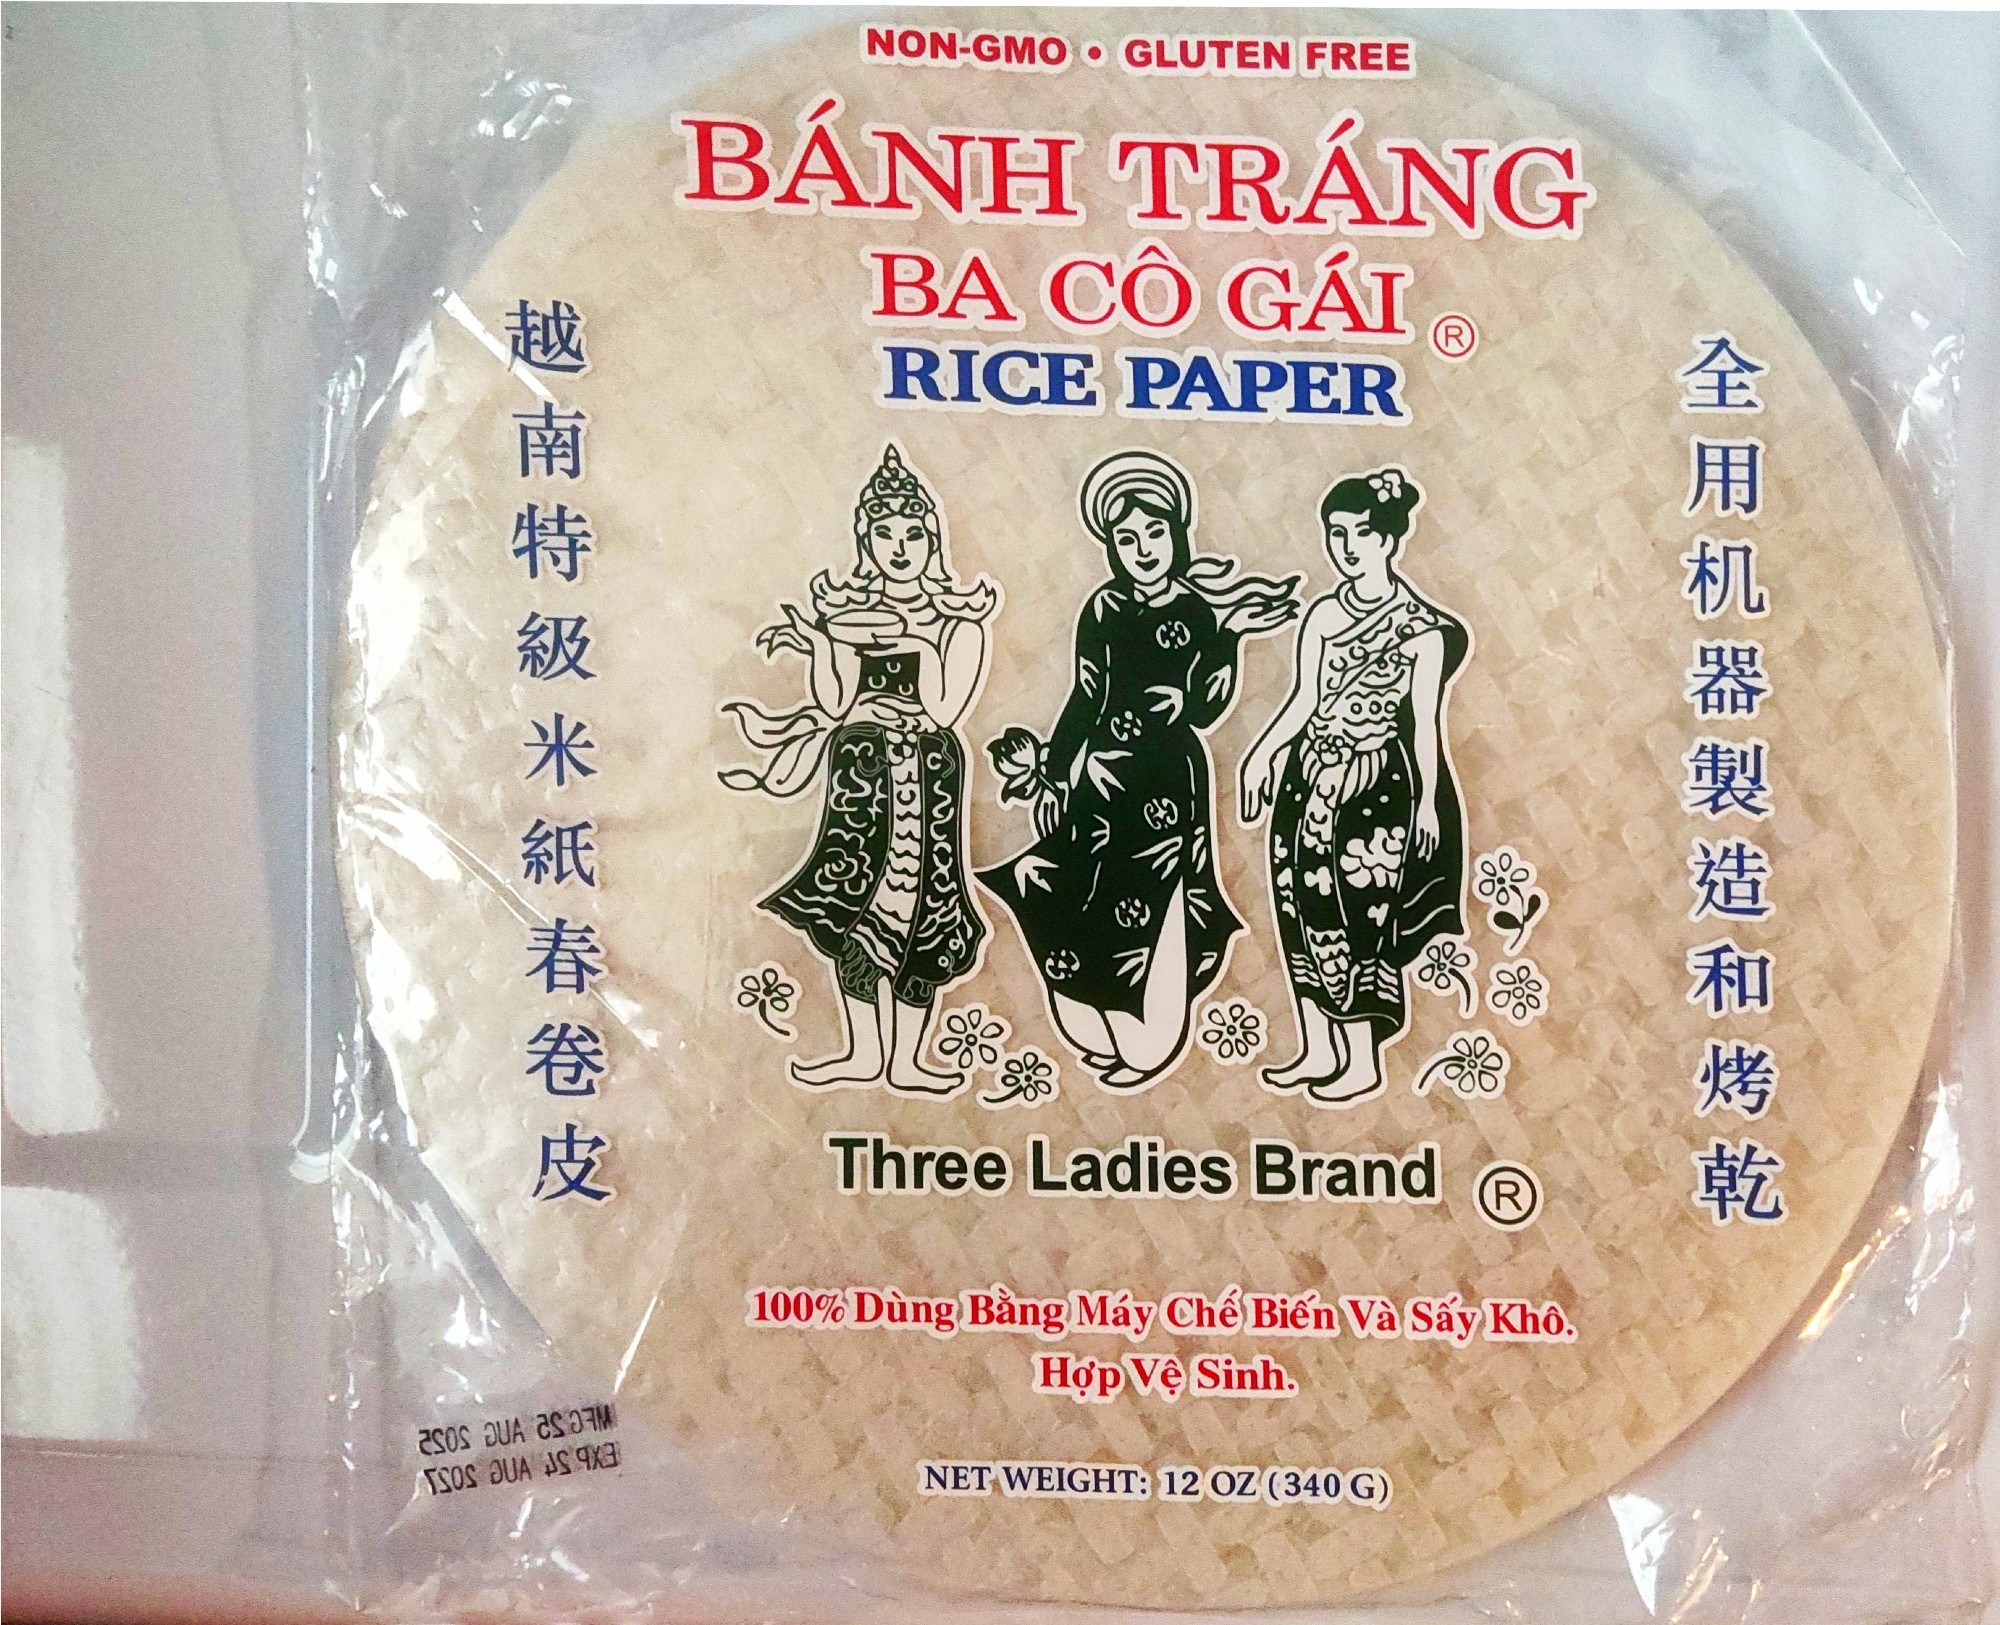 NON-GMO • GLUTEN FREE
BÁNH TRÁNG
BA CÔ GÁI ®
RICE PAPER
越南特級米紙春卷皮
全用机器製造和烤乾
Three Ladies Brand ®
100% Dùng Bằng Máy Chế Biến Và Sấy Khô.
Hợp Vệ Sinh.
MFG 25 AUG 2025
EXP 24 AUG 2027
NET WEIGHT: 12 OZ (340 G)